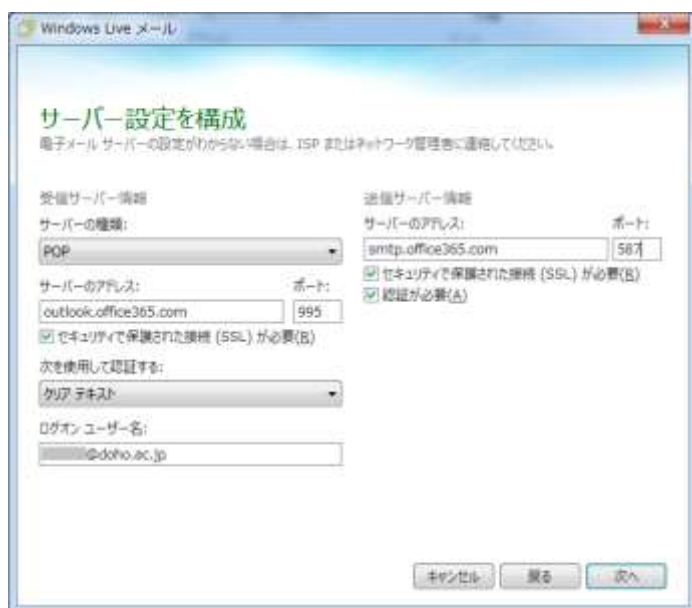 Windows Live メール
サーバー設定を構成
電子メール サーバーの設定がわからない場合は、ISP またはネットワーク管理者に連絡してください。
受信サーバー情報
サーバーの種類:
POP
サーバーのアドレス:
ポート:
outlook.office365.com
995
セキュリティで保護された接続 (SSL) が必要(R)
次を使用して認証する:
クリア テキスト
ログオン ユーザー名:
@doho.ac.jp
送信サーバー情報
サーバーのアドレス:
ポート:
smtp.office365.com
587
セキュリティで保護された接続 (SSL) が必要(R)
認証が必要(A)
キャンセル
戻る
次へ